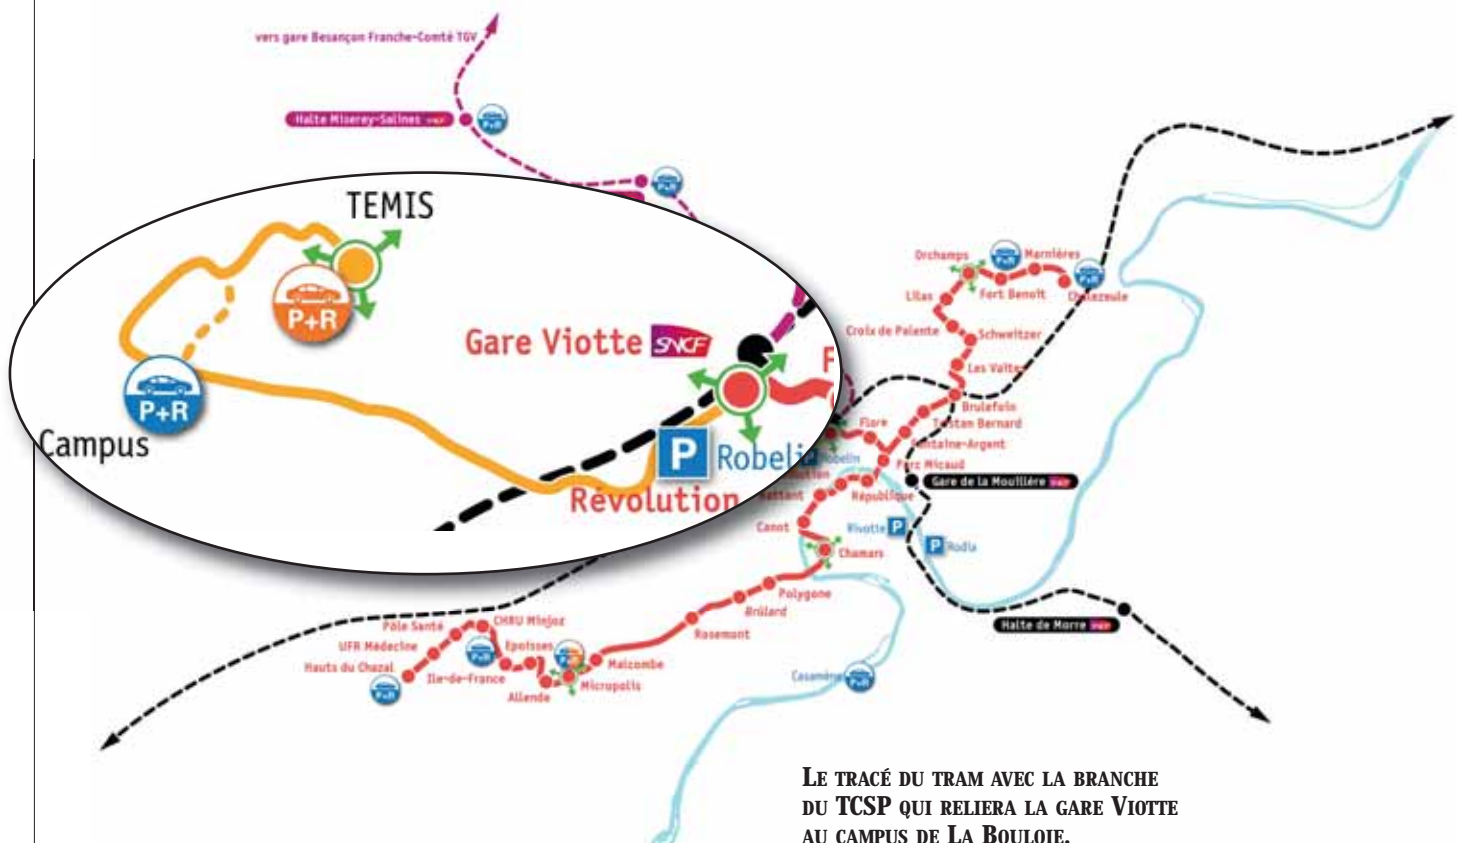 vers gare Besançon Franche-Comté TGV
Halte Miserey-Salines
P+R
P+R
TEMIS
P+R
Gare Viotte SNCF
P+R
Campus
P Robelin
Révolution
Orchamps
P+R
Marnières
P+R
Lilas
Fort Benoît
Chalezeule
Croix de Palente
Schweitzer
Les Vaîtes
Brulefoin
Tristan Bernard
Flore
Fontaine-Argent
Parc Micaud
Gare de la Mouillère
République
Battant
Canot
Rivotte P
P Rodia
Chamars
Polygone
Brûlard
Halte de Morre
Rosemont
CHRU Minjoz
Pôle Santé
UFR Médecine
P+R
Epoisses
P+R
Malcombe
Hauts du Chazal
Ile-de-France
Micropolis
P+R
Allende
Casamène P+R
LE TRACÉ DU TRAM AVEC LA BRANCHE
DU TCSP QUI RELIERA LA GARE VIOTTE
AU CAMPUS DE LA BOULOIE.